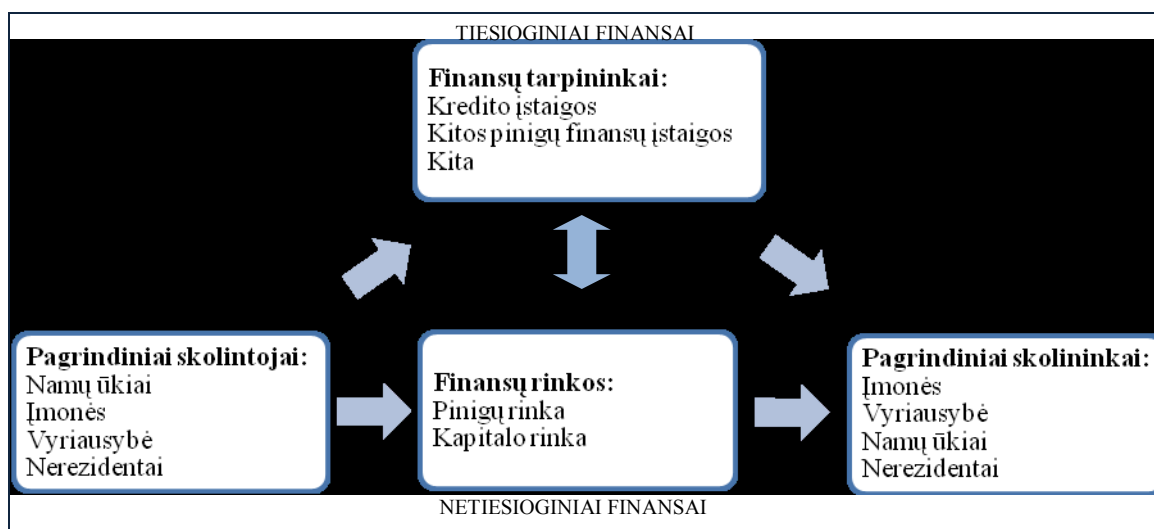 TIESIOGINIAI FINANSAI
Finansų tarpininkai:
Kredito įstaigos
Kitos pinigų finansų įstaigos
Kita
Pagrindiniai skolintojai:
Namų ūkiai
Įmonės
Vyriausybė
Nerezidentai
Finansų rinkos:
Pinigų rinka
Kapitalo rinka
Pagrindiniai skolininkai:
Įmonės
Vyriausybė
Namų ūkiai
Nerezidentai
NETIESIOGINIAI FINANSAI